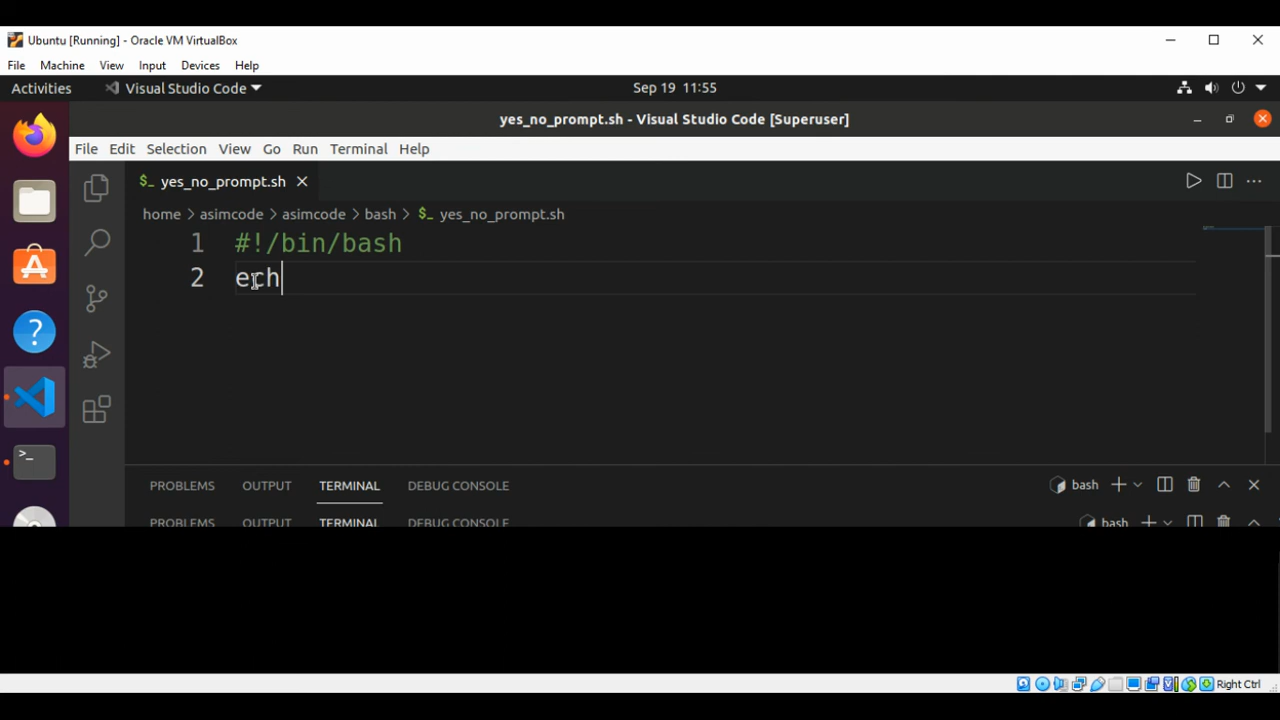 Ubuntu [Running] - Oracle VM VirtualBox
File Machine View Input Devices Help
Activities Visual Studio Code Sep 19 11:55
yes_no_prompt.sh - Visual Studio Code [Superuser]
File Edit Selection View Go Run Terminal Help
$_ yes_no_prompt.sh
home > asimcode > asimcode > bash > $_ yes_no_prompt.sh
1 #!/bin/bash
2 ech
PROBLEMS OUTPUT TERMINAL DEBUG CONSOLE bash
PROBLEMS OUTPUT TERMINAL DEBUG CONSOLE bash
Right Ctrl